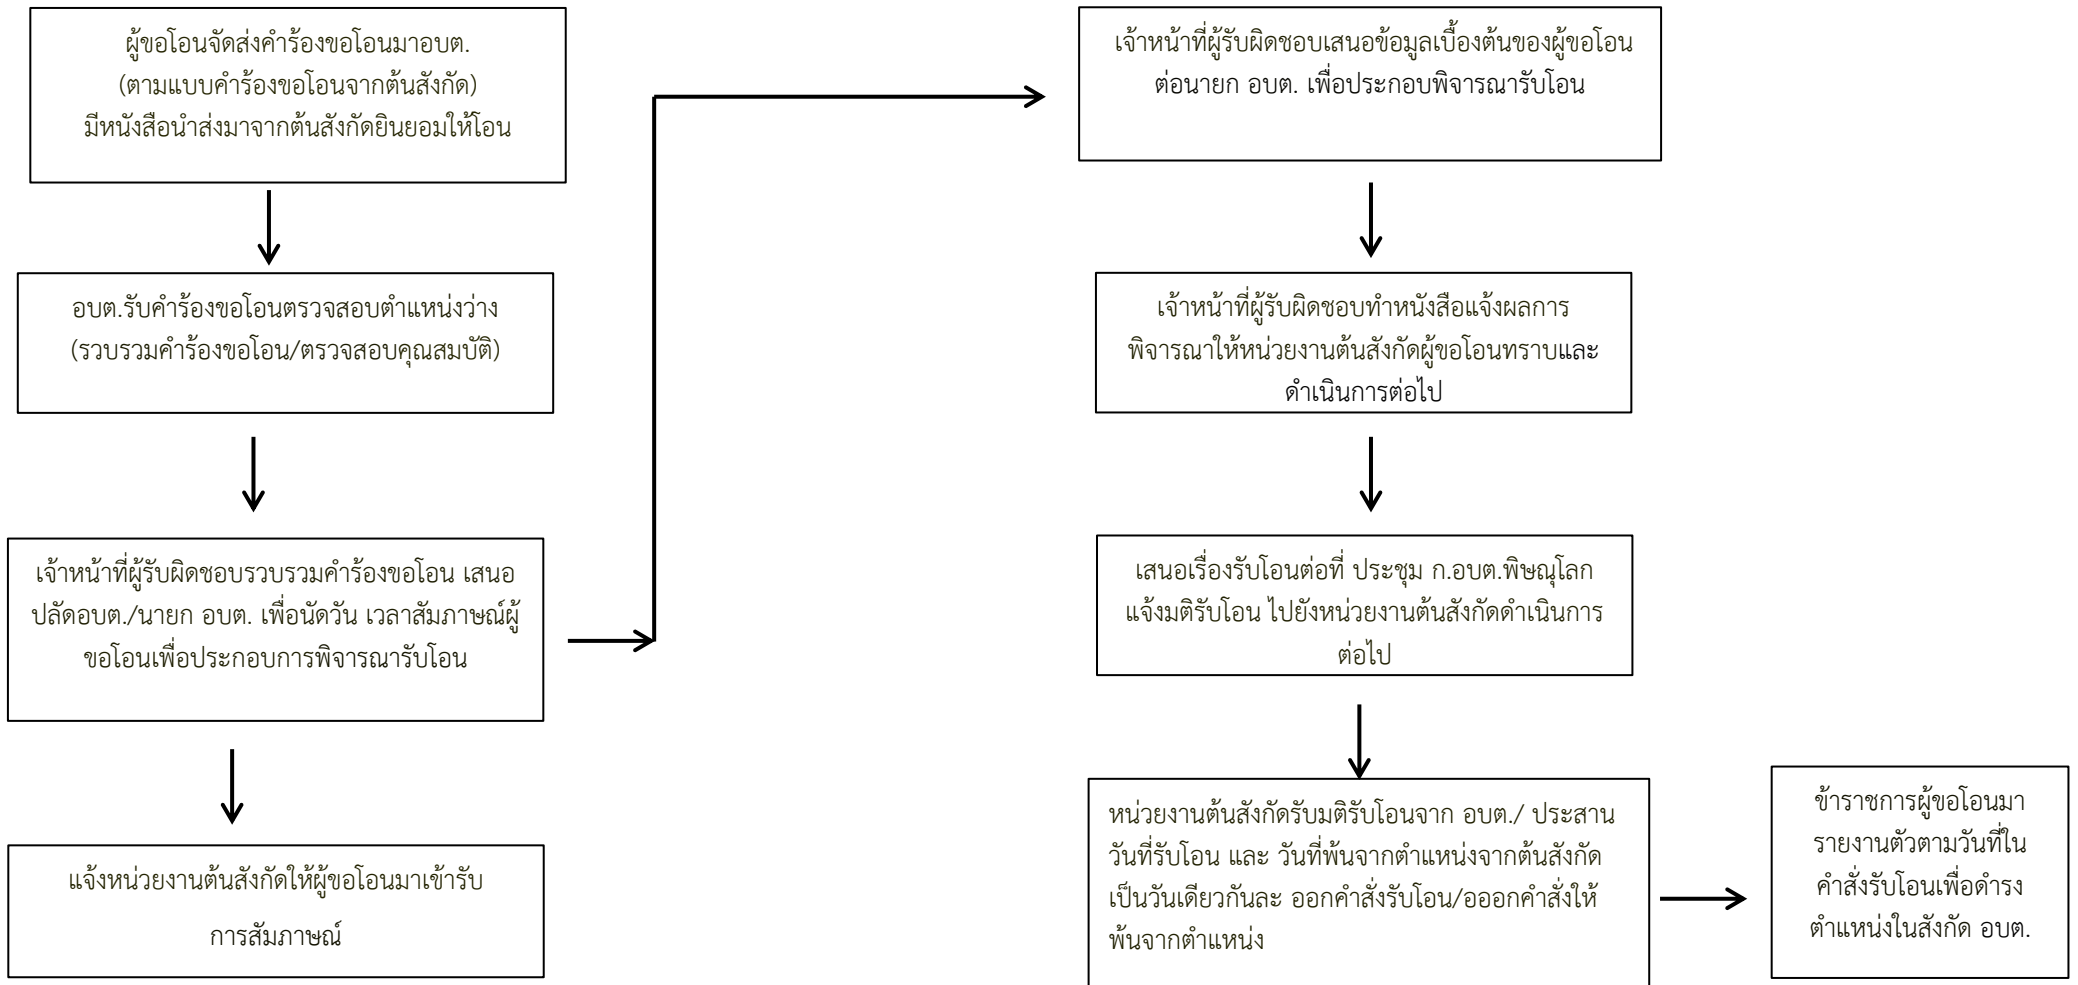 ผู้ขอโอนจัดส่งคำร้องขอโอนมาอบต.
(ตามแบบคำร้องขอโอนจากต้นสังกัด)
มีหนังสือนำส่งมาจากต้นสังกัดยินยอมให้โอน
อบต.รับคำร้องขอโอนตรวจสอบตำแหน่งว่าง
(รวบรวมคำร้องขอโอน/ตรวจสอบคุณสมบัติ)
เจ้าหน้าที่ผู้รับผิดชอบรวบรวมคำร้องขอโอน เสนอ
ปลัดอบต./นายก อบต. เพื่อนัดวัน เวลาสัมภาษณ์ผู้
ขอโอนเพื่อประกอบการพิจารณารับโอน
แจ้งหน่วยงานต้นสังกัดให้ผู้ขอโอนมาเข้ารับ
การสัมภาษณ์
เจ้าหน้าที่ผู้รับผิดชอบเสนอข้อมูลเบื้องต้นของผู้ขอโอน
ต่อนายก อบต. เพื่อประกอบพิจารณารับโอน
เจ้าหน้าที่ผู้รับผิดชอบทำหนังสือแจ้งผลการ
พิจารณาให้หน่วยงานต้นสังกัดผู้ขอโอนทราบและ
ดำเนินการต่อไป
เสนอเรื่องรับโอนต่อที่ ประชุม ก.อบต.พิษณุโลก
แจ้งมติรับโอน ไปยังหน่วยงานต้นสังกัดดำเนินการ
ต่อไป
หน่วยงานต้นสังกัดรับมติรับโอนจาก อบต./ ประสาน
วันที่รับโอน และ วันที่พ้นจากตำแหน่งจากต้นสังกัด
เป็นวันเดียวกันละ ออกคำสั่งรับโอน/อออกคำสั่งให้
พ้นจากตำแหน่ง
ข้าราชการผู้ขอโอนมา
รายงานตัวตามวันที่ใน
คำสั่งรับโอนเพื่อดำรง
ตำแหน่งในสังกัด อบต.